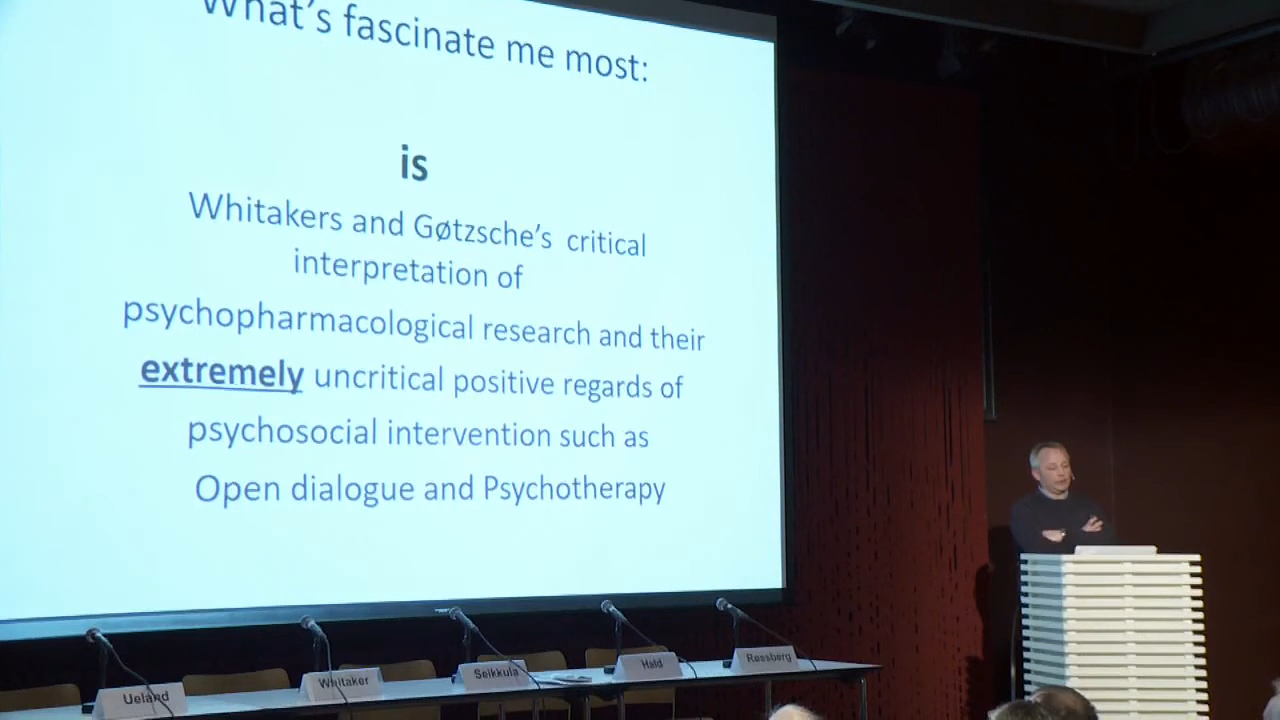 What's fascinate me most:
is
Whitakers and Gøtzsche's critical
interpretation of
psychopharmacological research and their
extremely uncritical positive regards of
psychosocial intervention such as
Open dialogue and Psychotherapy
Ueland
Whitaker
Seikkula
Hald
Røssberg